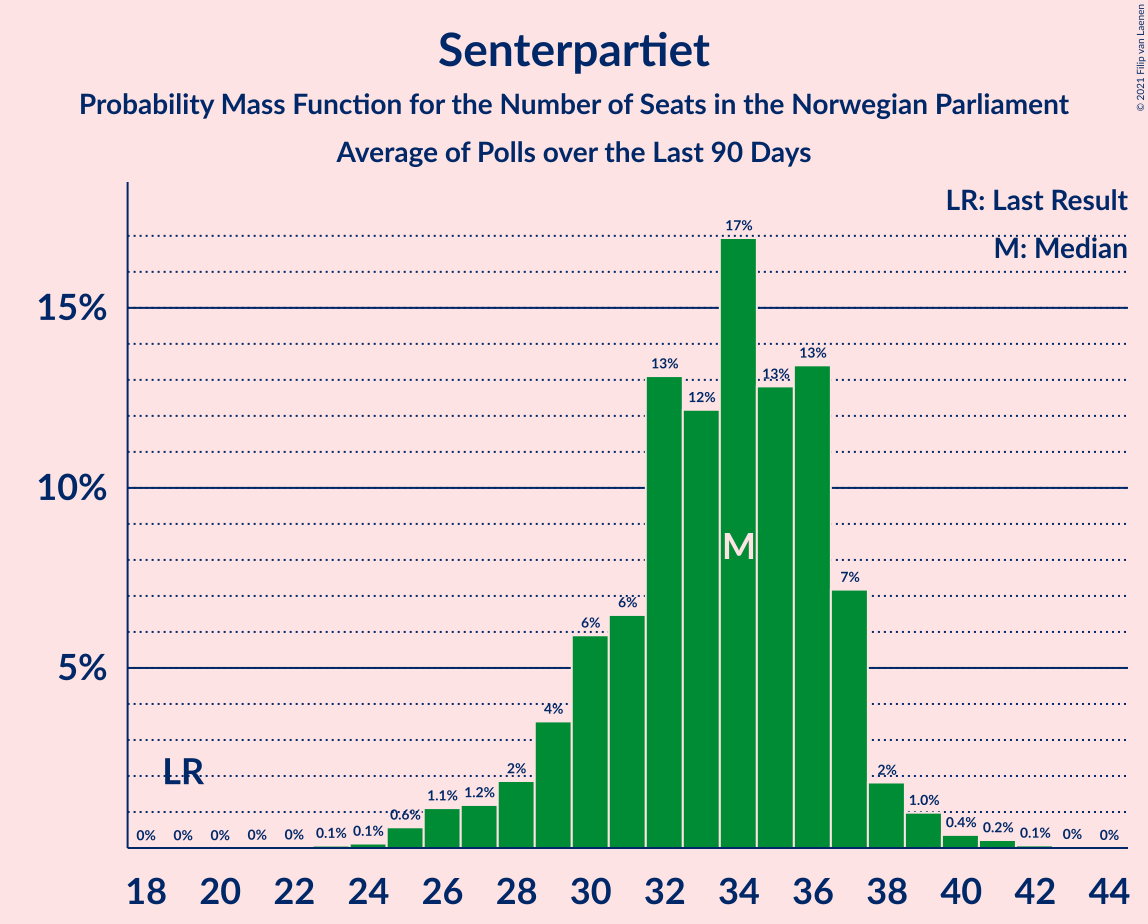 Senterpartiet
Probability Mass Function for the Number of Seats in the Norwegian Parliament
Average of Polls over the Last 90 Days
© 2021 Filip van Laenen
LR: Last Result
M: Median
15%
10%
5%
0% 0% 0% 0% 0% 0.1% 0.1% 0.6% 1.1% 1.2% 2% 4% 6% 6% 13% 12% 17% 13% 13% 7% 2% 1.0% 0.4% 0.2% 0.1% 0% 0%
LR
M
18 20 22 24 26 28 30 32 34 36 38 40 42 44